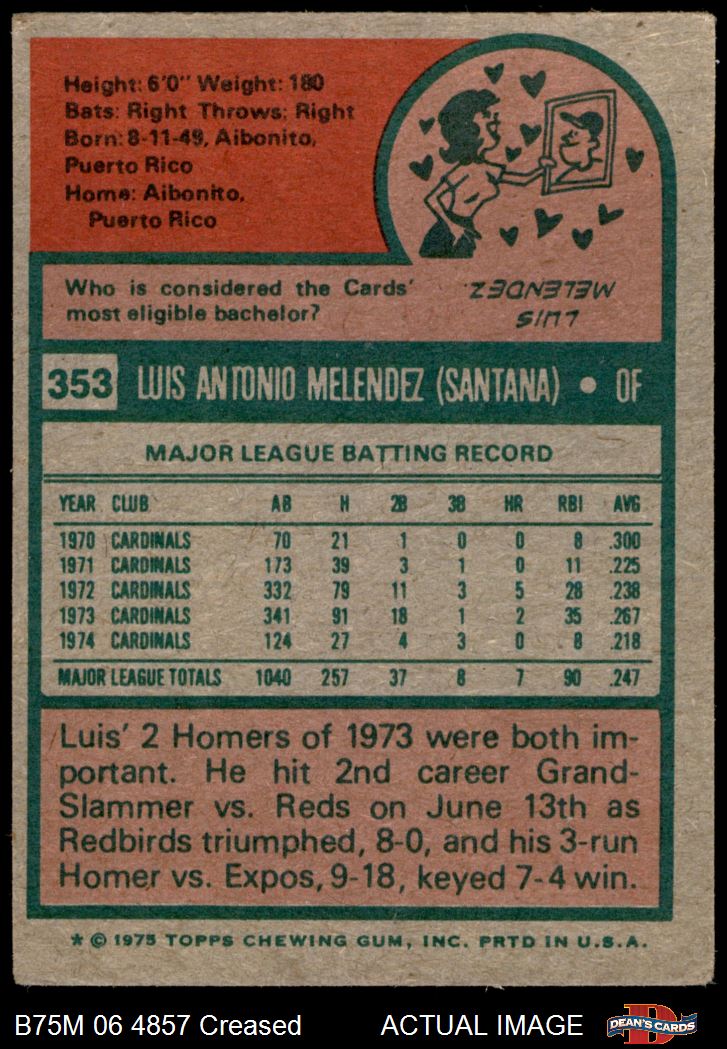 Height: 6'0" Weight: 180
Bats: Right Throws: Right
Born: 8-11-49, Aibonito,
Puerto Rico
Home: Aibonito,
Puerto Rico
Who is considered the Cards'
most eligible bachelor?
LUIS
MELENDEZ.
353 LUIS ANTONIO MELENDEZ (SANTANA) • OF
MAJOR LEAGUE BATTING RECORD
YEAR CLUB AB H 2B 3B HR RBI AVG
1970 CARDINALS 70 21 1 0 0 8 .300
1971 CARDINALS 173 39 3 1 0 11 .225
1972 CARDINALS 332 79 11 3 5 28 .238
1973 CARDINALS 341 91 18 1 2 35 .267
1974 CARDINALS 124 27 4 3 0 8 .218
MAJOR LEAGUE TOTALS 1040 257 37 8 7 90 .247
Luis' 2 Homers of 1973 were both im-
portant. He hit 2nd career Grand-
Slammer vs. Reds on June 13th as
Redbirds triumphed, 8-0, and his 3-run
Homer vs. Expos, 9-18, keyed 7-4 win.
* © 1975 TOPPS CHEWING GUM, INC. PRTD IN U.S.A.
B75M 06 4857 Creased ACTUAL IMAGE
DEAN'S CARDS